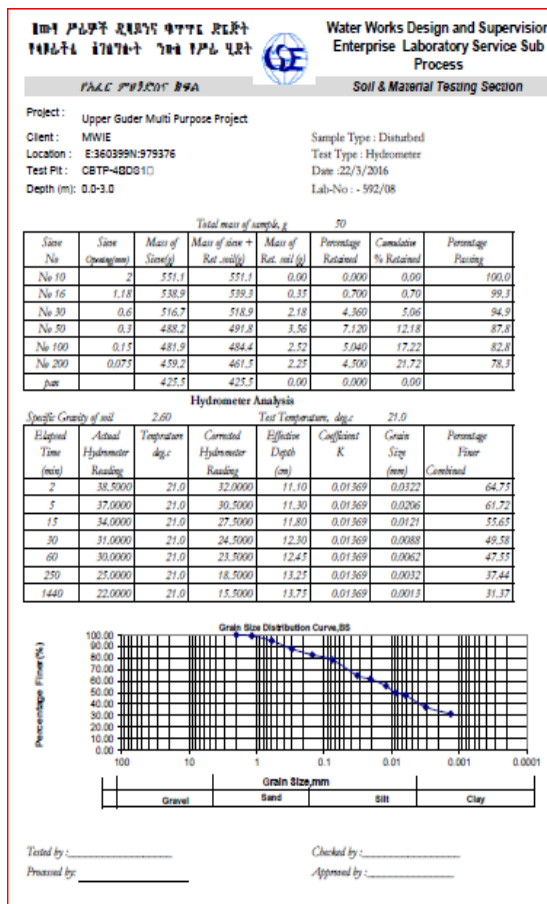 የውሃ ሥራዎች ዲዛይንና ቁጥጥር ድርጅት
የላቦራቶሪ አገልግሎት ንዑስ የሥራ ሂደት
Water Works Design and Supervision
Enterprise Laboratory Service Sub
Process
የአፈር ምህንድስና ክፍል
Soil & Material Testing Section
Project : Upper Guder Multi Purpose Project
Client : MWIE
Sample Type : Disturbed
Location : E:360399N:979376
Test Type : Hydrometer
Test Pit : CBTP-4BD81
Date :22/3/2016
Depth (m): 0.0-3.0
Lab-No : - 592/08
Total mass of sample, g 50
Sieve Sieve Mass of Mass of sieve + Mass of Percentage Cumulative Percentage
No Opening(mm) Sieve(g) Ret .soil(g) Ret. soil (g) Retained % Retained Passing
No 10 2 551.1 551.1 0.00 0.000 0.00 100.0
No 16 1.18 538.9 539.3 0.35 0.700 0.70 99.3
No 30 0.6 516.7 518.9 2.18 4.360 5.06 94.9
No 50 0.3 488.2 491.8 3.56 7.120 12.18 87.8
No 100 0.15 481.9 484.4 2.52 5.040 17.22 82.8
No 200 0.075 459.2 461.5 2.25 4.500 21.72 78.3
pan 425.5 425.5 0.00 0.000 0.00
Hydrometer Analysis
Specific Gravity of soil 2.60 Test Temperature, deg.c 21.0
Elapsed Actual Temprature Corrected Effective Coefficient Grain Percentage
Time Hydrometer deg.c Hydrometer Depth K Size Finer
(min) Reading Reading (cm) (mm) Combined
2 38.5000 21.0 32.0000 11.10 0.01369 0.0322 64.75
5 37.0000 21.0 30.5000 11.30 0.01369 0.0206 61.72
15 34.0000 21.0 27.5000 11.80 0.01369 0.0121 55.65
30 31.0000 21.0 24.5000 12.30 0.01369 0.0088 49.58
60 30.0000 21.0 23.5000 12.45 0.01369 0.0062 47.55
250 25.0000 21.0 18.5000 13.25 0.01369 0.0032 37.44
1440 22.0000 21.0 15.5000 13.75 0.01369 0.0013 31.37
Grain Size Distribution Curve,BS
Percentage Finer(%)
100.00
90.00
80.00
70.00
60.00
50.00
40.00
30.00
20.00
10.00
0.00
100 10 1 0.1 0.01 0.001 0.0001
Grain Size,mm
Gravel Sand Silt Clay
Tested by :
Checked by :
Processed by:
Approved by :